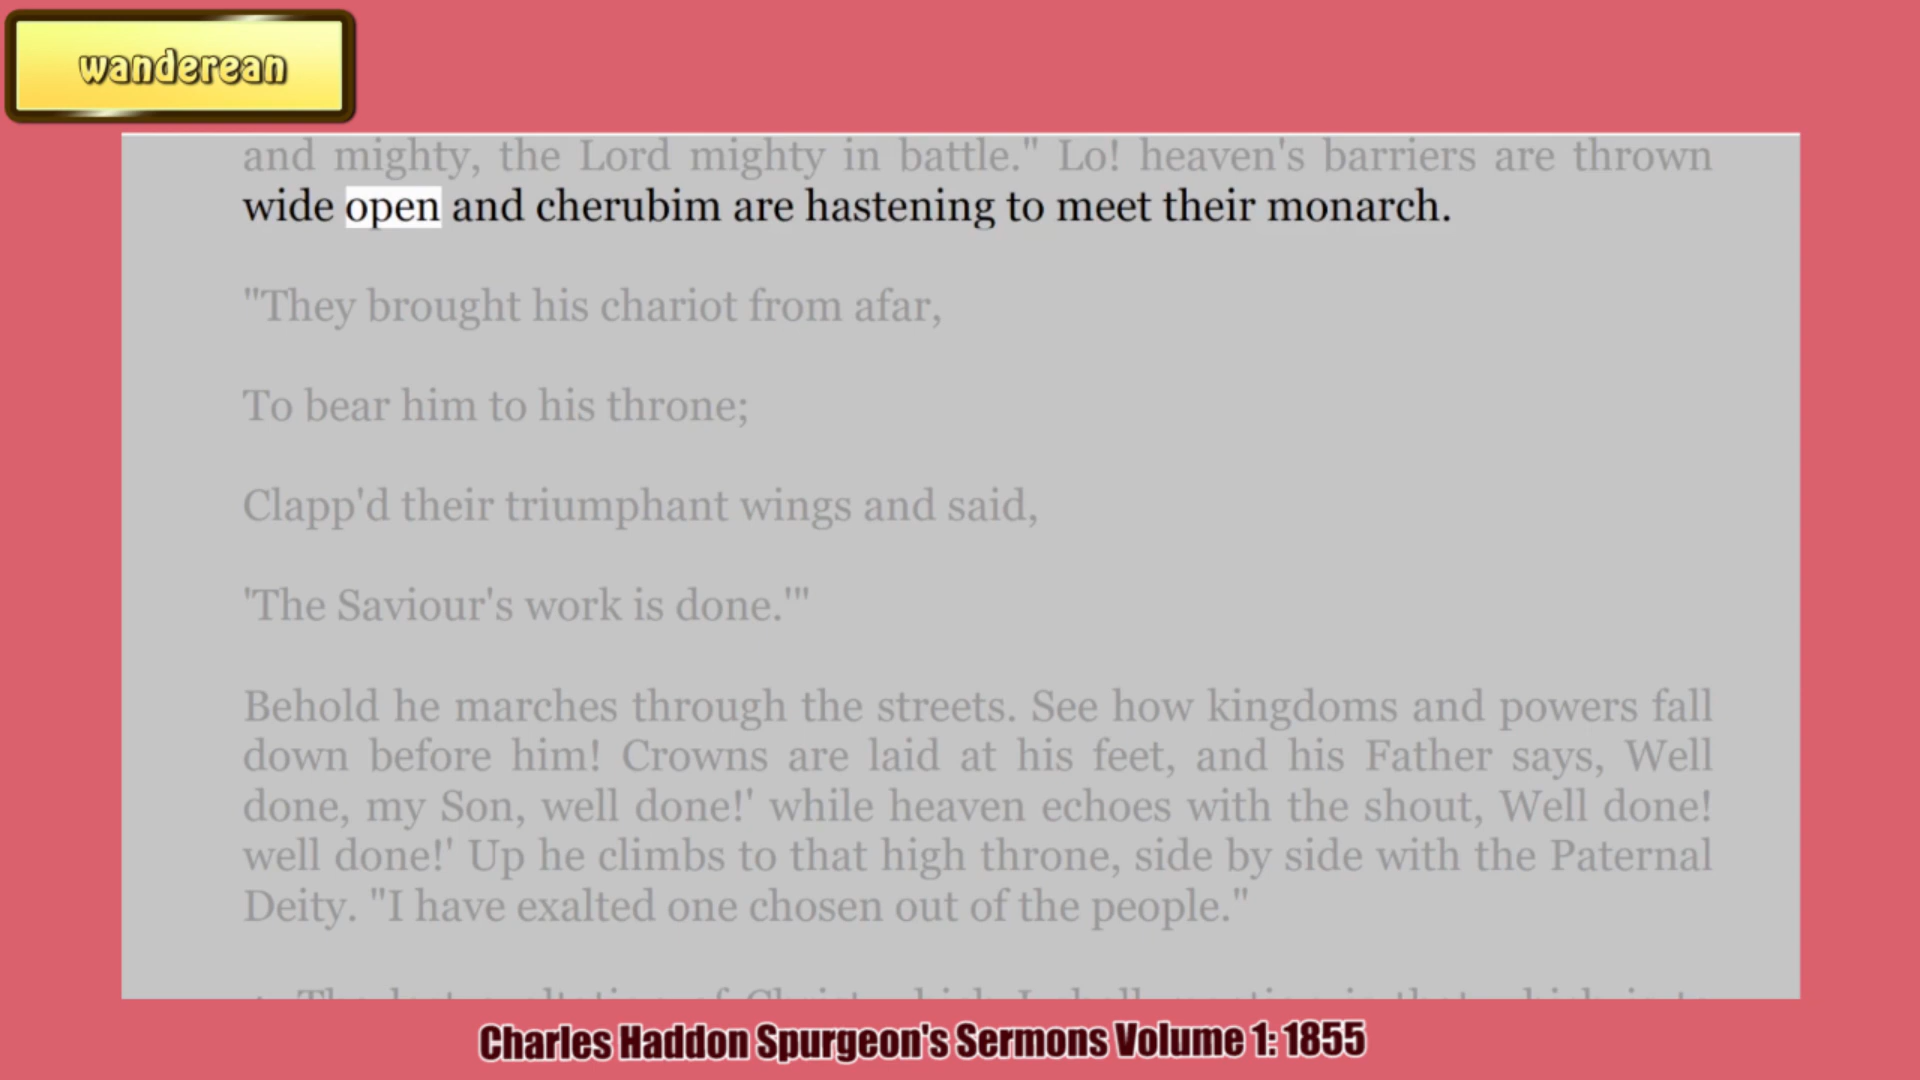 wanderean
and mighty, the Lord mighty in battle." Lo! heaven's barriers are thrown
wide open and cherubim are hastening to meet their monarch.
"They brought his chariot from afar,
To bear him to his throne;
Clapp'd their triumphant wings and said,
'The Saviour's work is done.'"
Behold he marches through the streets. See how kingdoms and powers fall
down before him! Crowns are laid at his feet, and his Father says, Well
done, my Son, well done!' while heaven echoes with the shout, Well done!
well done!' Up he climbs to that high throne, side by side with the Paternal
Deity. "I have exalted one chosen out of the people."
Charles Haddon Spurgeon's Sermons Volume 1: 1855